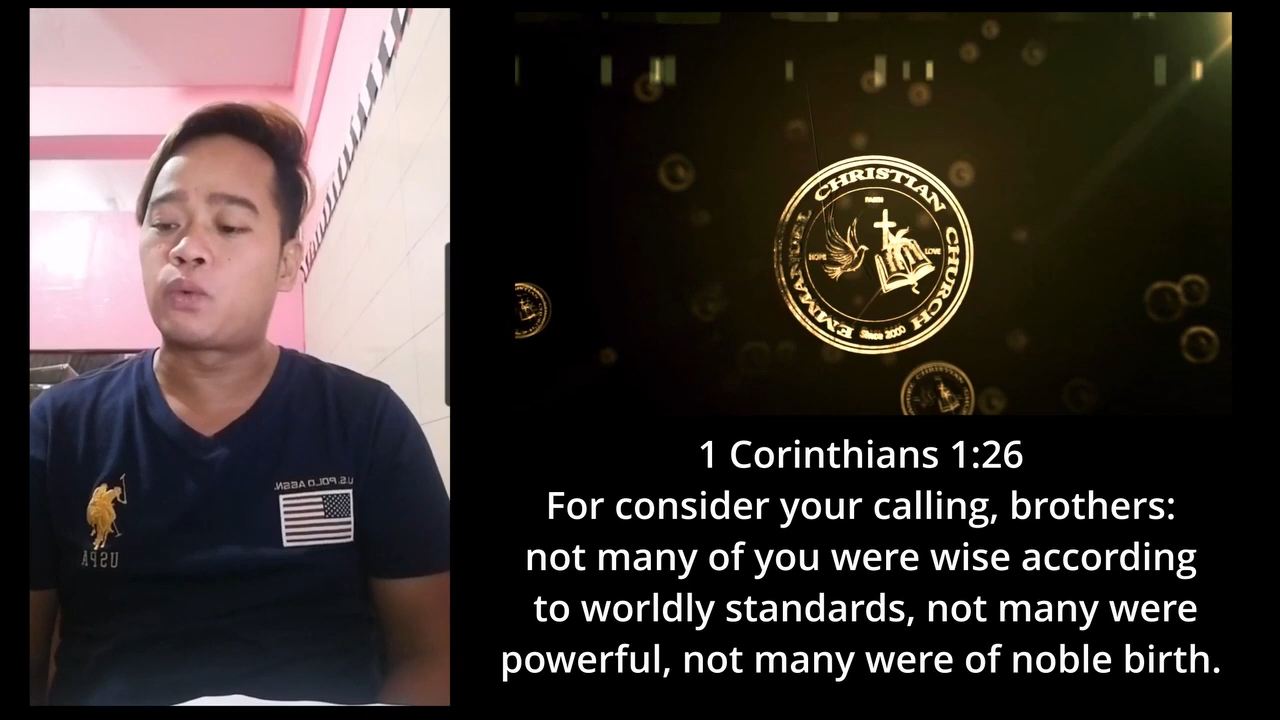 U.S. POLO ASSN.
USPA
EMMANUEL CHRISTIAN CHURCH
FAITH
HOPE
LOVE
Since 2000
1 Corinthians 1:26
For consider your calling, brothers:
not many of you were wise according
to worldly standards, not many were
powerful, not many were of noble birth.